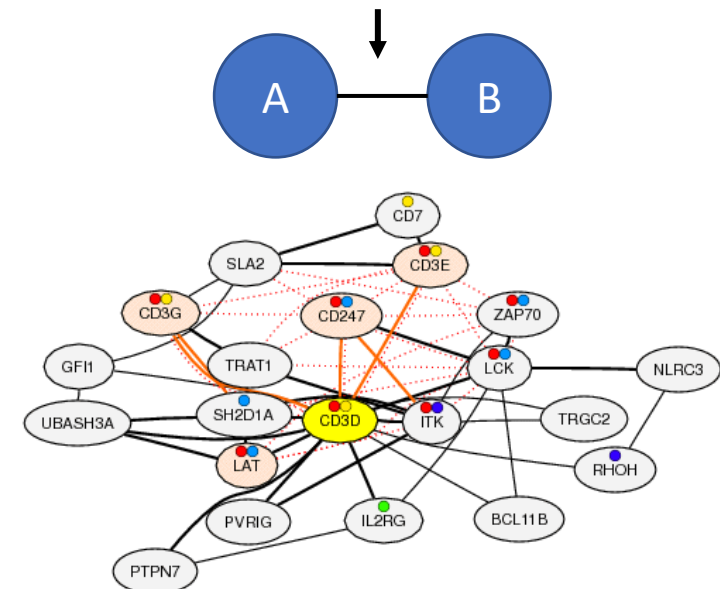 A B
CD7
SLA2 CD3E
CD3G CD247 ZAP70
GFI1 TRAT1 LCK NLRC3
UBASH3A SH2D1A CD3D ITK TRGC2
LAT RHOH
PVRIG IL2RG BCL11B
PTPN7